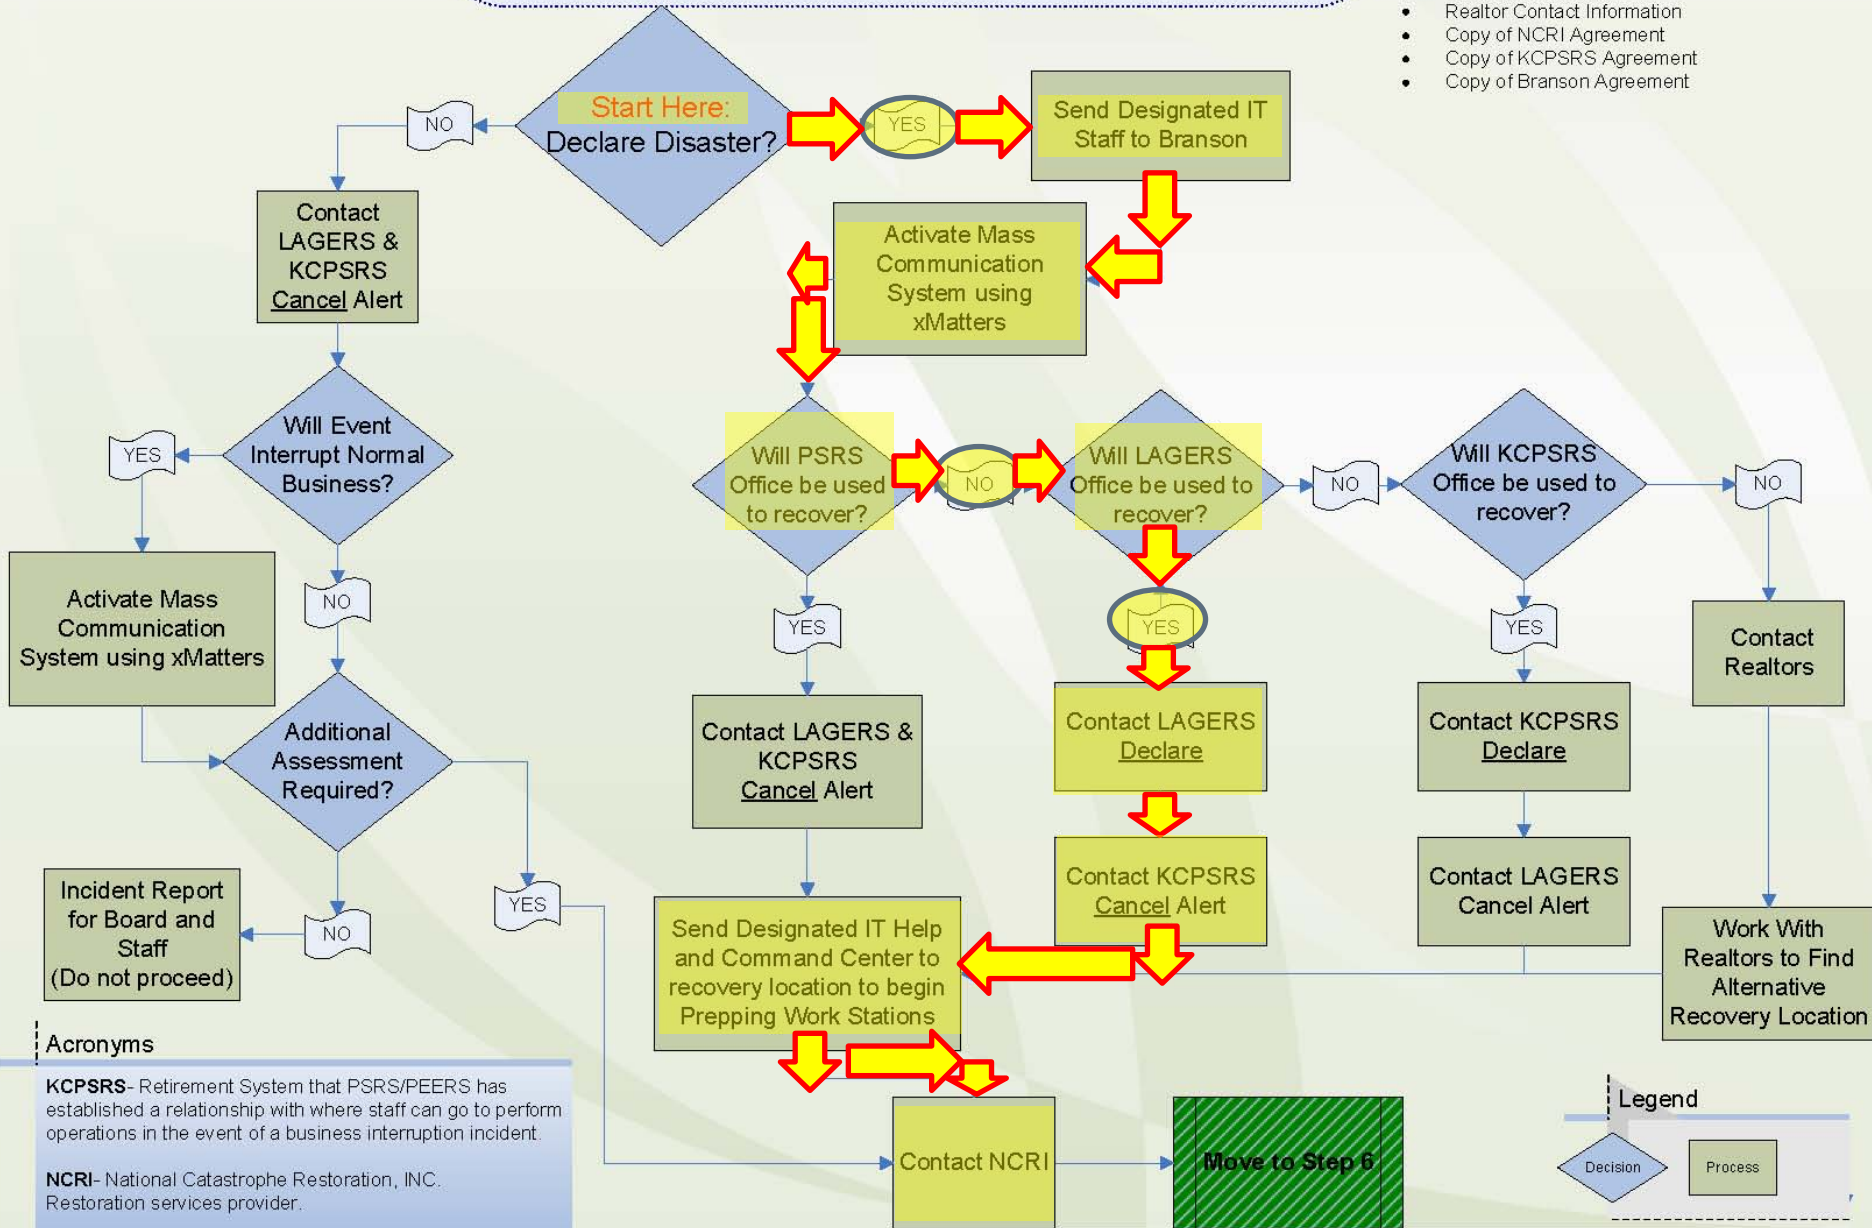 Realtor Contact Information
Copy of NCRI Agreement
Copy of KCPSRS Agreement
Copy of Branson Agreement
Start Here:
Declare Disaster?
NO
YES
Send Designated IT
Staff to Branson
Contact
LAGERS &
KCPSRS
Cancel Alert
Activate Mass
Communication
System using
xMatters
Will Event
Interrupt Normal
Business?
YES
NO
Will PSRS
Office be used
to recover?
NO
Will LAGERS
Office be used to
recover?
NO
Will KCPSRS
Office be used to
recover?
NO
Activate Mass
Communication
System using xMatters
YES
YES
YES
Contact
Realtors
Additional
Assessment
Required?
Contact LAGERS &
KCPSRS
Cancel Alert
Contact LAGERS
Declare
Contact KCPSRS
Declare
Incident Report
for Board and
Staff
(Do not proceed)
NO
YES
Contact KCPSRS
Cancel Alert
Contact LAGERS
Cancel Alert
Send Designated IT Help
and Command Center to
recovery location to begin
Prepping Work Stations
Work With
Realtors to Find
Alternative
Recovery Location
Acronyms
KCPSRS- Retirement System that PSRS/PEERS has
established a relationship with where staff can go to perform
operations in the event of a business interruption incident.
NCRI- National Catastrophe Restoration, INC.
Restoration services provider.
Contact NCRI
Move to Step 6
Legend
Decision
Process